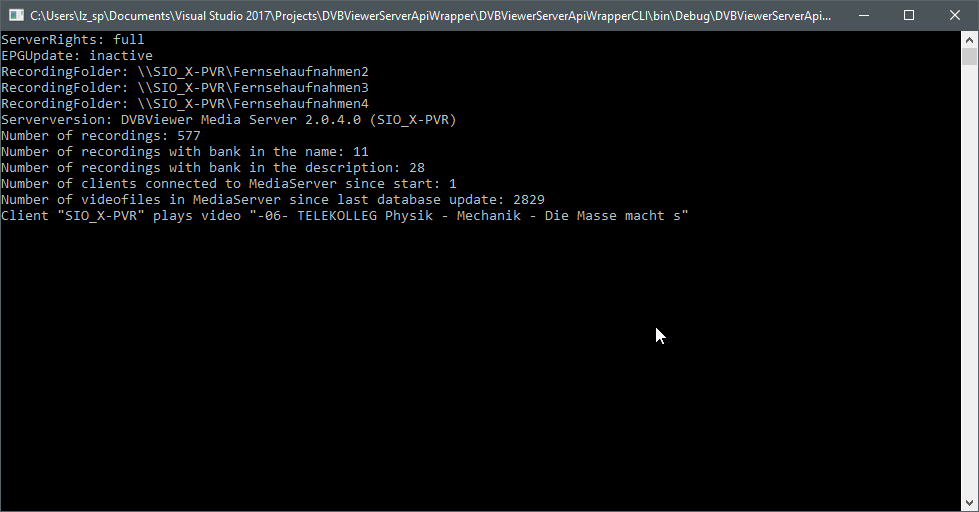 C:\Users\lz_sp\Documents\Visual Studio 2017\Projects\DVBViewerServerApiWrapper\DVBViewerServerApiWrapperCLI\bin\Debug\DVBViewerServerApi...
ServerRights: full
EPGUpdate: inactive
RecordingFolder: \\SIO_X-PVR\Fernsehaufnahmen2
RecordingFolder: \\SIO_X-PVR\Fernsehaufnahmen3
RecordingFolder: \\SIO_X-PVR\Fernsehaufnahmen4
Serverversion: DVBViewer Media Server 2.0.4.0 (SIO_X-PVR)
Number of recordings: 577
Number of recordings with bank in the name: 11
Number of recordings with bank in the description: 28
Number of clients connected to MediaServer since start: 1
Number of videofiles in MediaServer since last database update: 2829
Client "SIO_X-PVR" plays video "-06- TELEKOLLEG Physik - Mechanik - Die Masse macht s"